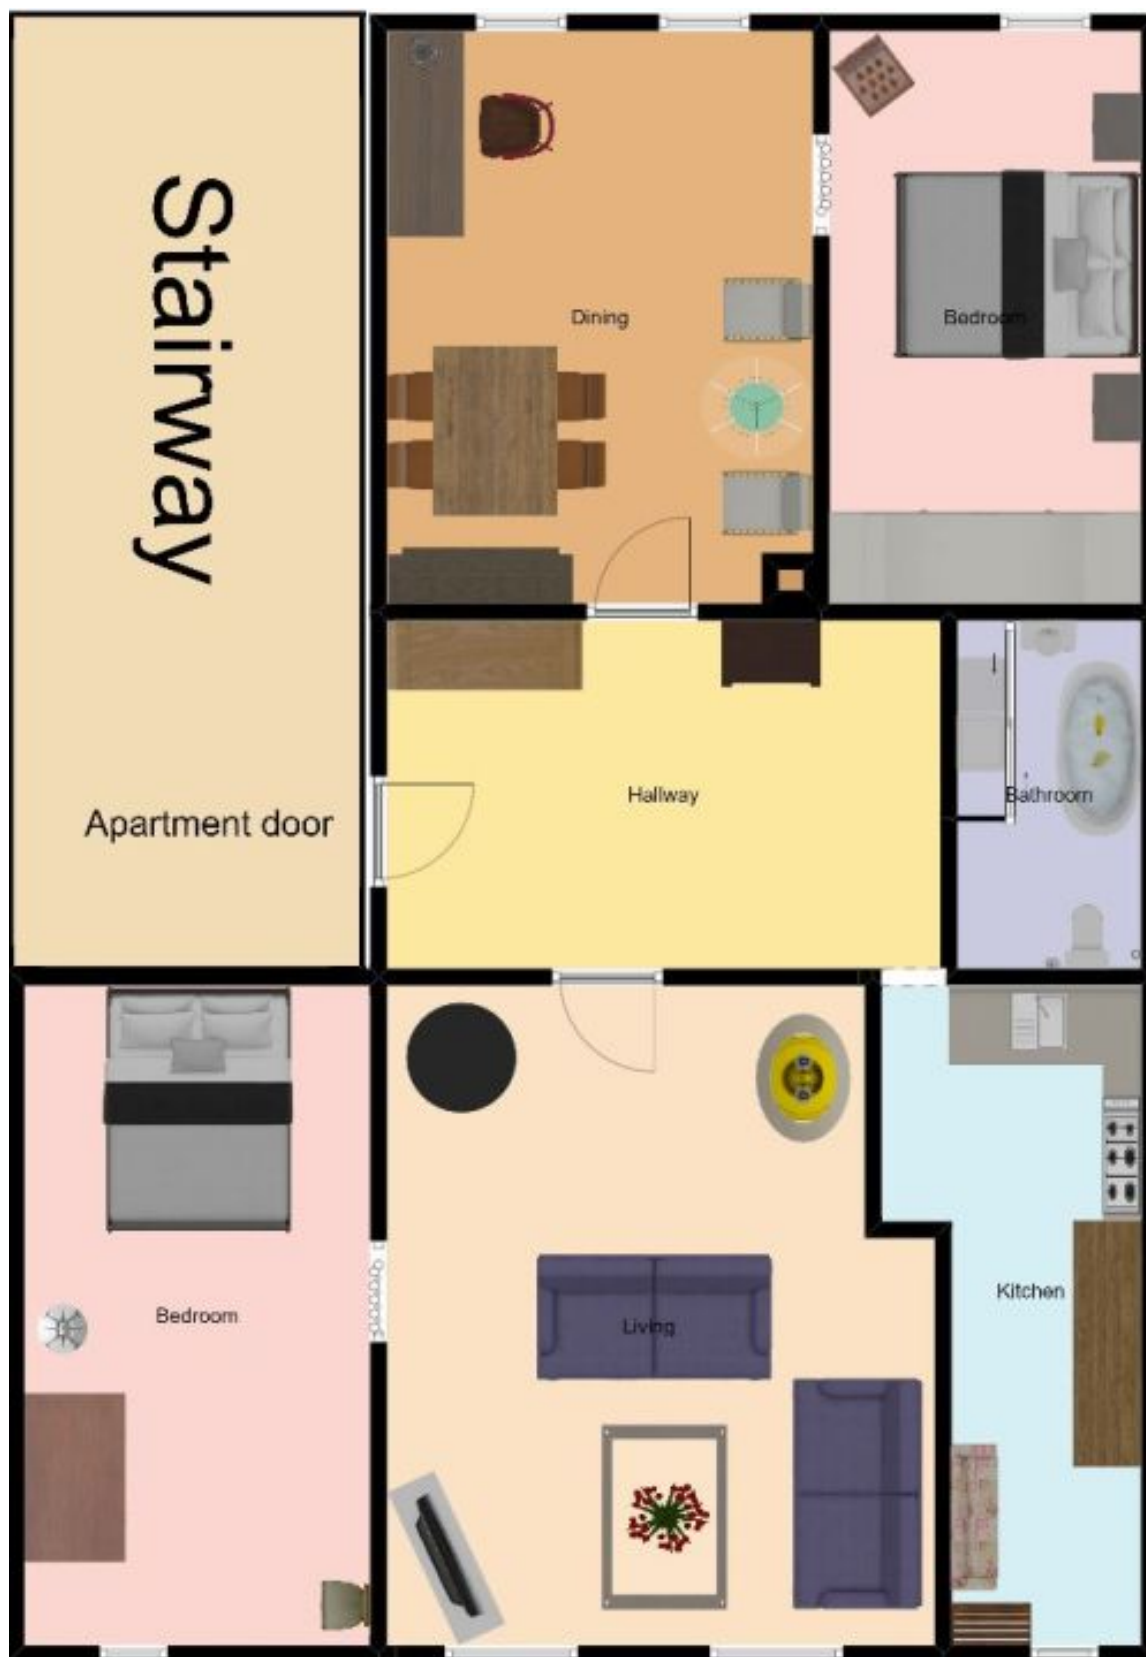 Stairway
Dining
Bedroom
Apartment door
Hallway
Bathroom
Bedroom
Living
Kitchen